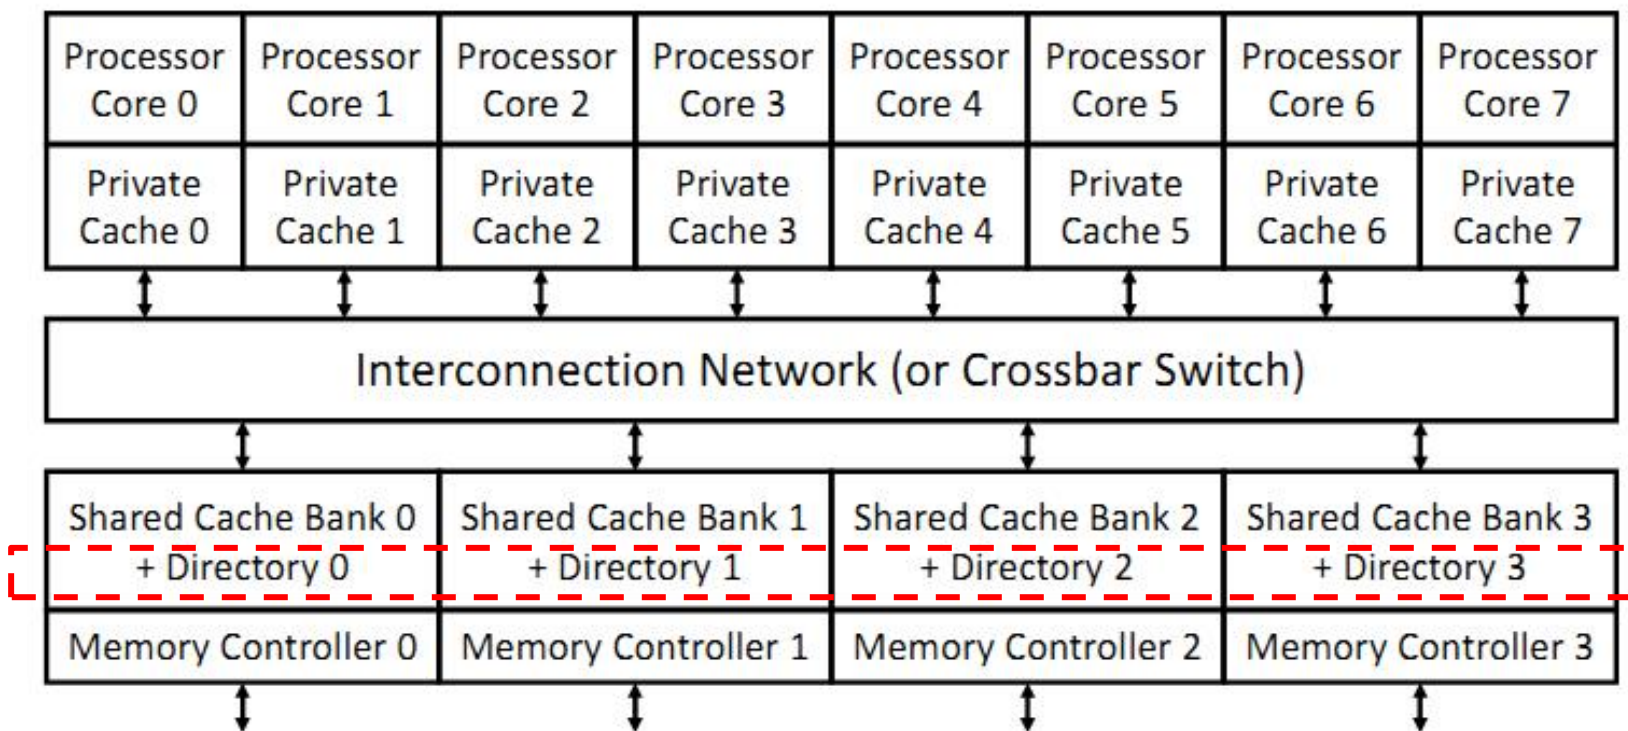 Processor Core 0
Processor Core 1
Processor Core 2
Processor Core 3
Processor Core 4
Processor Core 5
Processor Core 6
Processor Core 7
Private Cache 0
Private Cache 1
Private Cache 2
Private Cache 3
Private Cache 4
Private Cache 5
Private Cache 6
Private Cache 7
Interconnection Network (or Crossbar Switch)
Shared Cache Bank 0
+ Directory 0
Shared Cache Bank 1
+ Directory 1
Shared Cache Bank 2
+ Directory 2
Shared Cache Bank 3
+ Directory 3
Memory Controller 0
Memory Controller 1
Memory Controller 2
Memory Controller 3